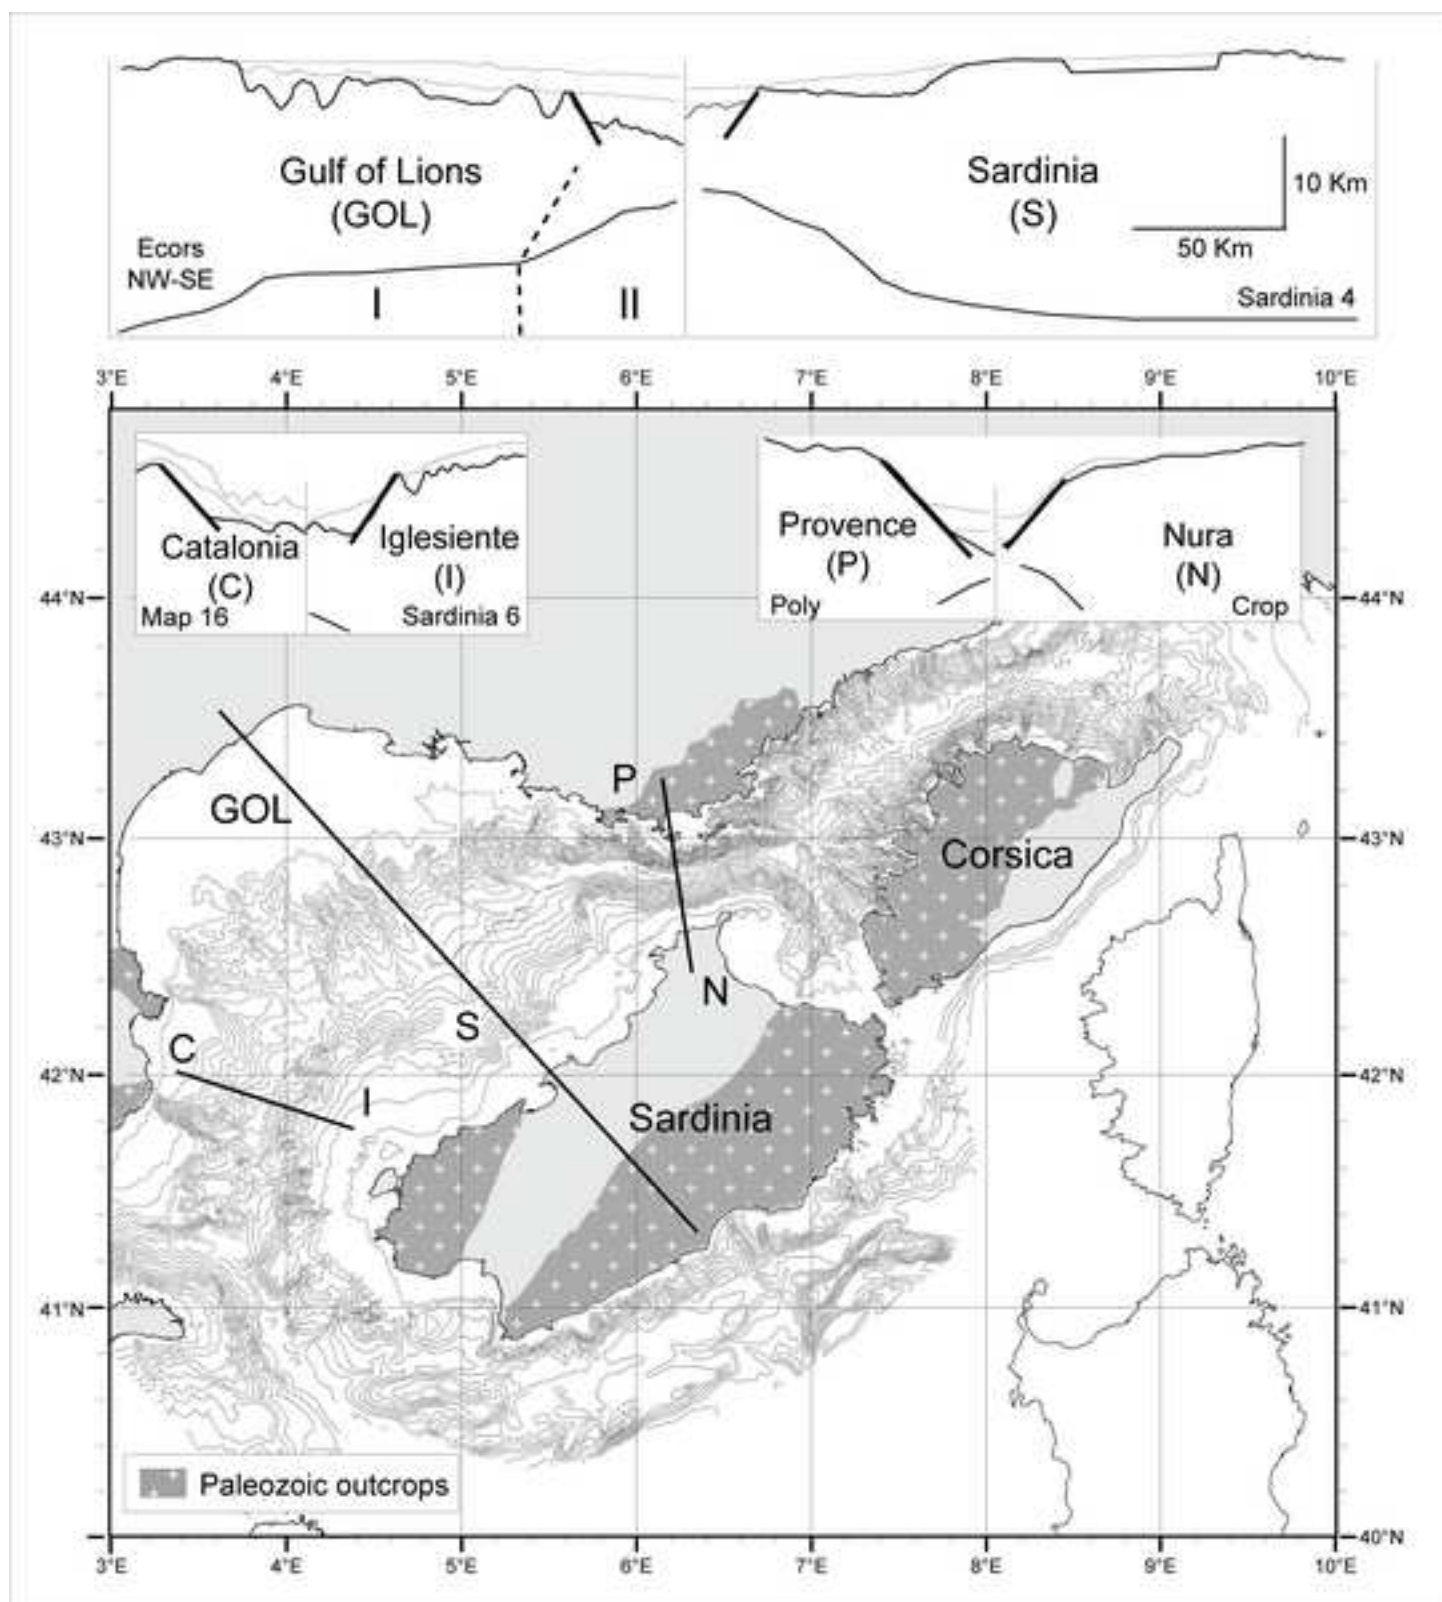 Gulf of Lions
(GOL)
Sardinia
(S)
10 Km
50 Km
Ecors
NW-SE
I
II
Sardinia 4
3°E 4°E 5°E 6°E 7°E 8°E 9°E 10°E
Catalonia
(C)
Map 16
Iglesiente
(I)
Sardinia 6
Provence
(P)
Poly
Nura
(N)
Crop
44°N
44°N
P
GOL
43°N
43°N
Corsica
N
S
C
I
42°N
42°N
Sardinia
41°N
41°N
Paleozoic outcrops
40°N
3°E 4°E 5°E 6°E 7°E 8°E 9°E 10°E